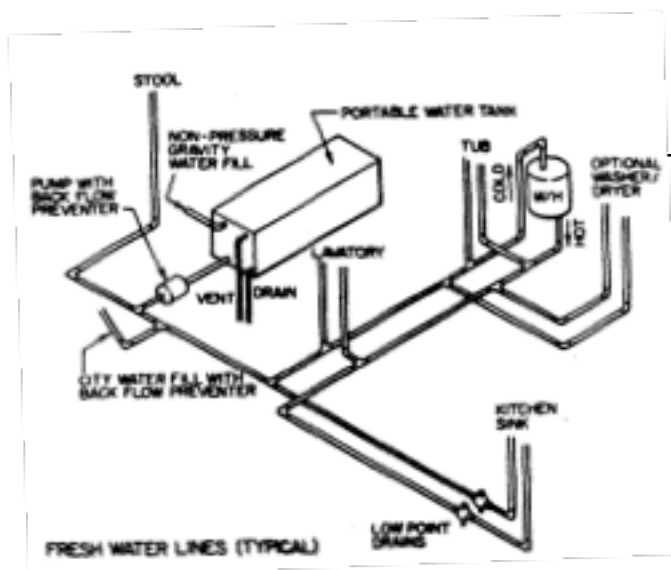 STOOL
PORTABLE WATER TANK
NON-PRESSURE
GRAVITY
WATER FILL
TUB
OPTIONAL
WASHER/
DRYER
PUMP WITH
BACK FLOW
PREVENTER
COLD
W/H
HOT
LAVATORY
VENT
DRAIN
CITY WATER FILL WITH
BACK FLOW PREVENTER
KITCHEN
SINK
LOW POINT
DRAINS
FRESH WATER LINES (TYPICAL)